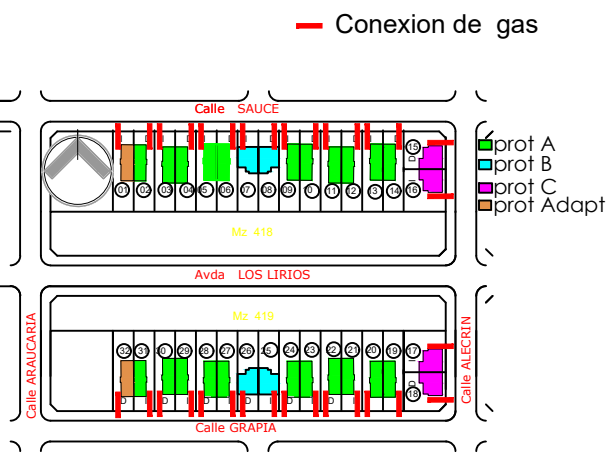 Conexion de gas
Calle SAUCE
prot A
prot B
prot C
prot Adapt
15
D
I
16
01 02 03 04 05 06 07 08 09 10 11 12 13 14
Mz 418
Avda LOS LIRIOS
Mz 419
32 31 30 29 28 27 26 25 24 23 22 21 20 19 17
I
D
18
D I D I D I D I D I D I D I
Calle GRAPIA
Calle ARAUCARIA
Calle ALECRIN